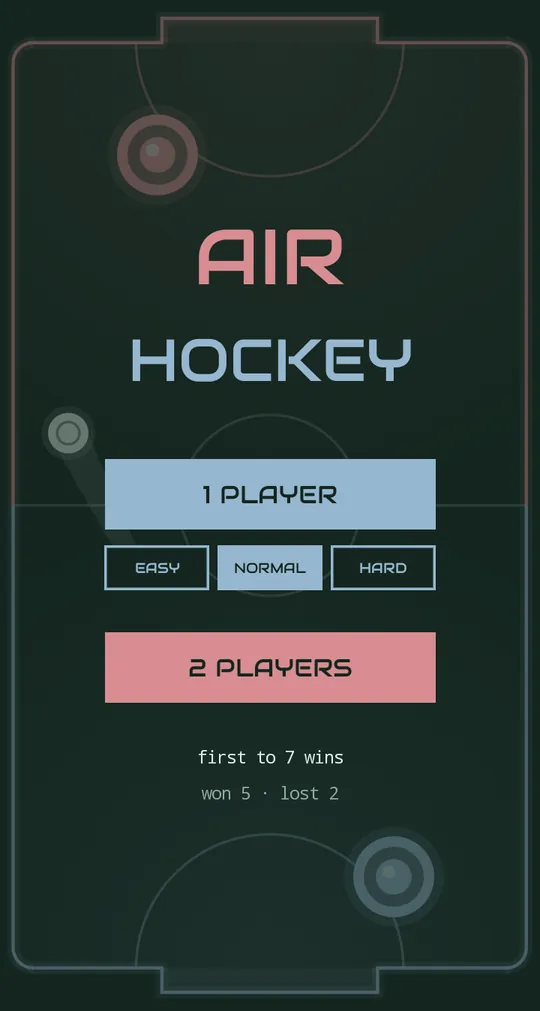 AIR
HOCKEY
1 PLAYER
EASY NORMAL HARD
2 PLAYERS
first to 7 wins
won 5 · lost 2